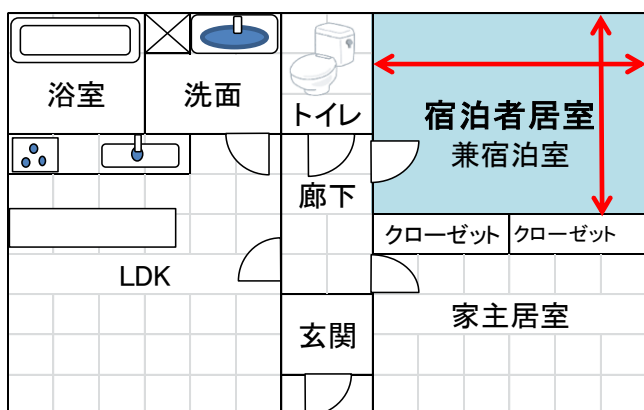 浴室
洗面
トイレ
宿泊者居室
兼宿泊室
廊下
クローゼット
クローゼット
LDK
玄関
家主居室